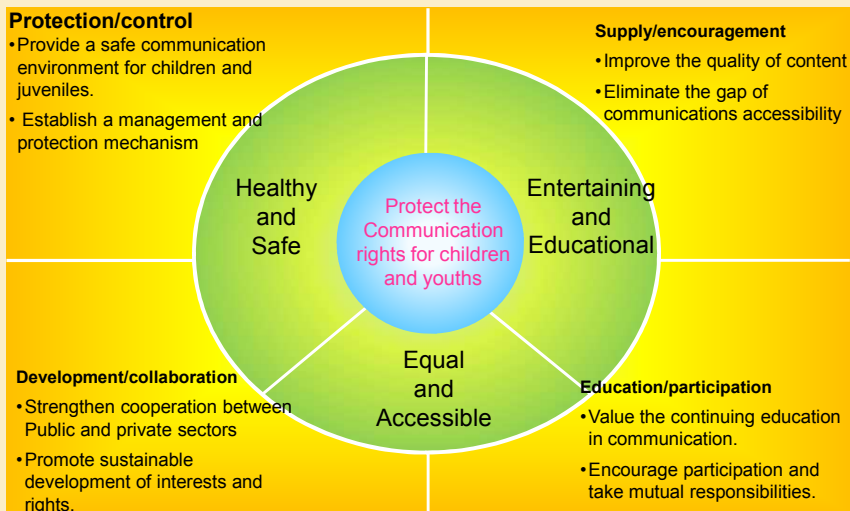 Protection/control
•Provide a safe communication
environment for children and
juveniles.
• Establish a management and
protection mechanism
Supply/encouragement
•Improve the quality of content
•Eliminate the gap of
communications accessibility
Healthy
and
Safe
Protect the
Communication
rights for children
and youths
Entertaining
and
Educational
Equal
and
Accessible
Development/collaboration
•Strengthen cooperation between
Public and private sectors
•Promote sustainable
development of interests and
rights.
Education/participation
•Value the continuing education
in communication.
•Encourage participation and
take mutual responsibilities.